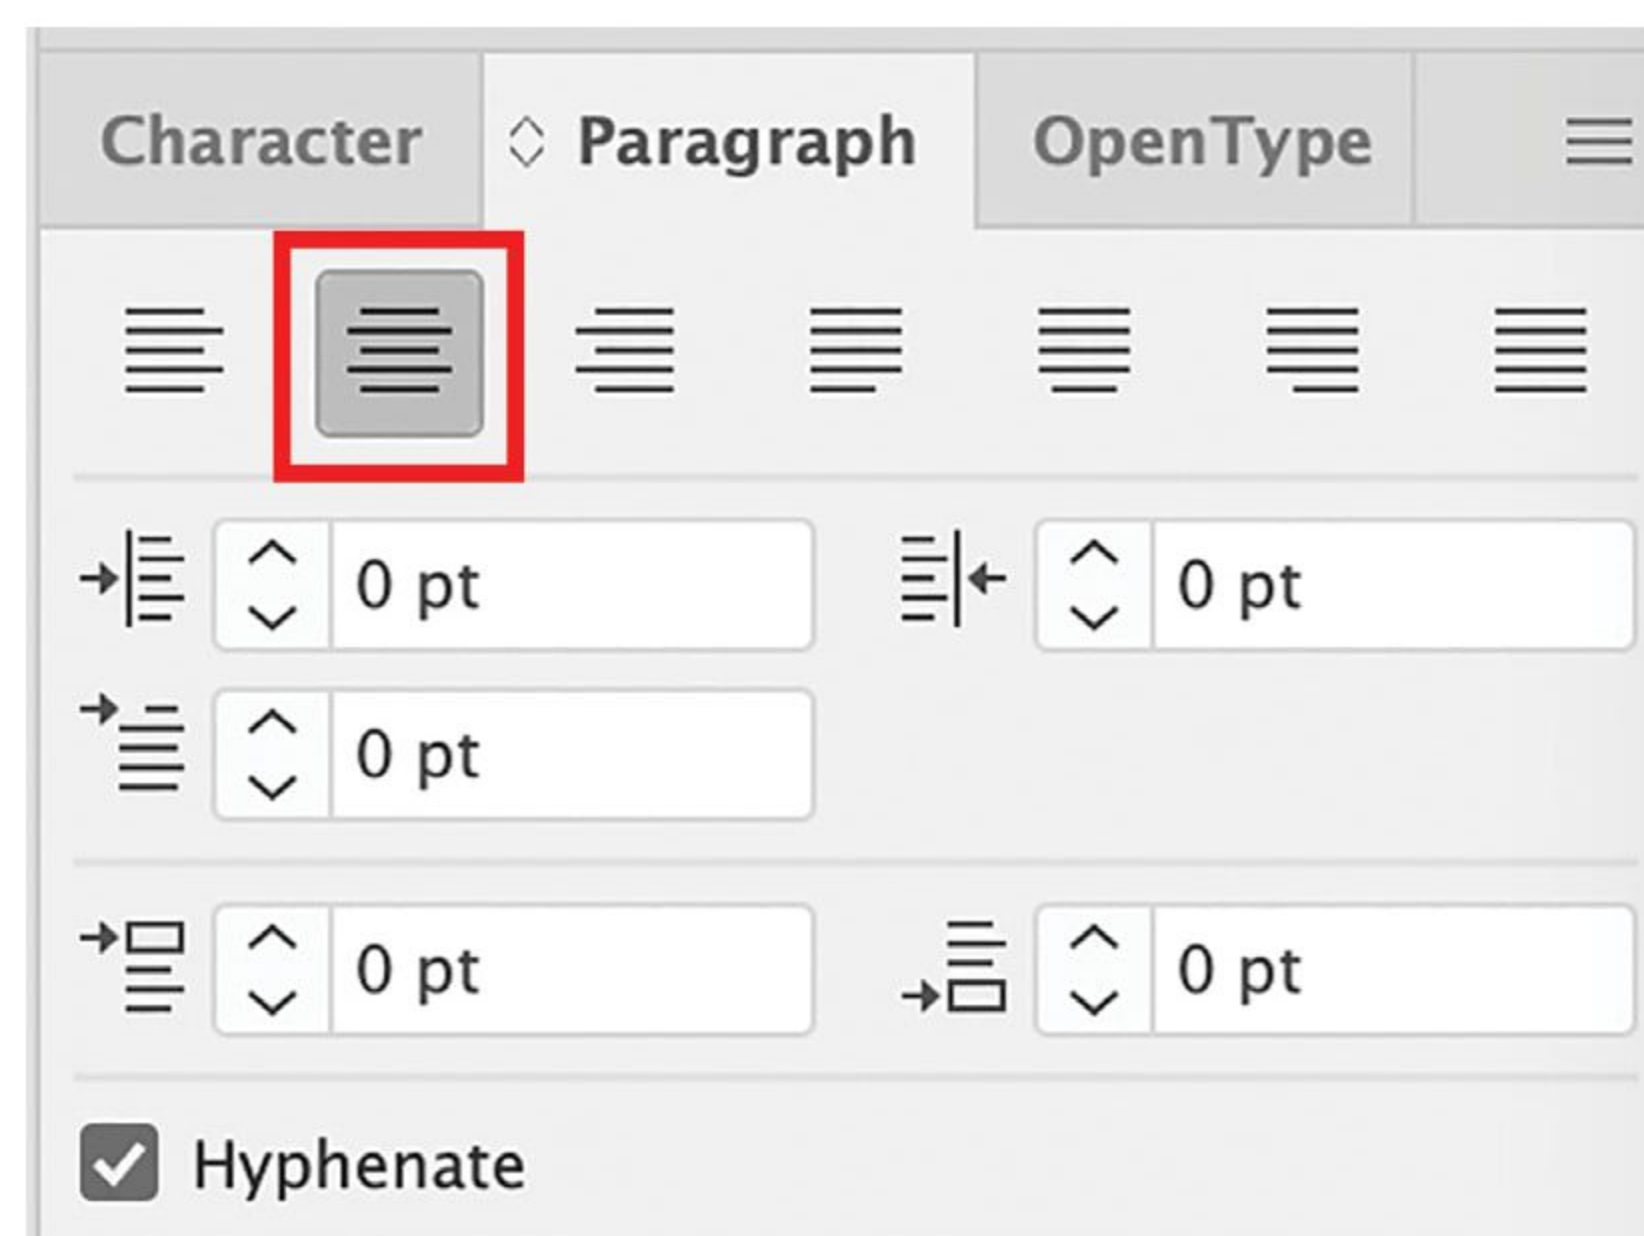 Character Paragraph OpenType
0 pt 0 pt
0 pt
0 pt 0 pt
Hyphenate